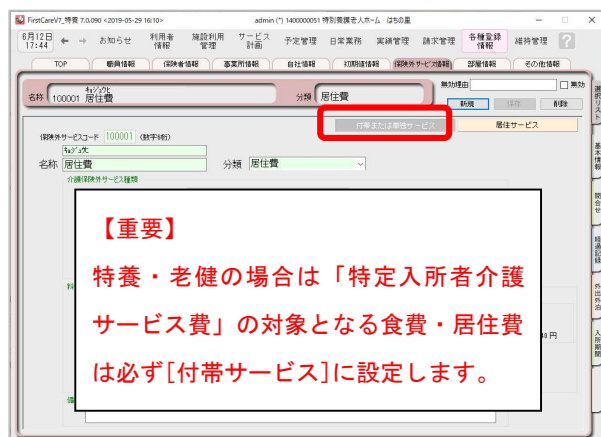 FirstCareV7_特養 7.0.090 <2019-05-29 16:10>
admin (*) 1400000051 特別養護老人ホーム はちの里
6月12日
17:44
← → お知らせ 利用者情報 施設利用管理 サービス計画 予定管理 日常業務 実績管理 請求管理 各種登録情報 維持管理 ?
TOP 職員情報 保険者情報 事業所情報 自社情報 初期値情報 保険外サービス情報 部屋情報 その他情報
無効理由 無効
名称 100001 キョジュウヒ
居住費
分類 居住費
新規 保存 削除
付帯または単独サービス 居住サービス
保険外サービスコード 100001 (数字6桁)
キョジュウヒ
名称 居住費 分類 居住費
介護保険外サービス種類
【重要】
特養・老健の場合は「特定入所者介護
サービス費」の対象となる食費・居住費
は必ず[付帯サービス]に設定します。
円
備
選択リスト
基本情報
問合せ
経過記録
外出外泊
入所期間